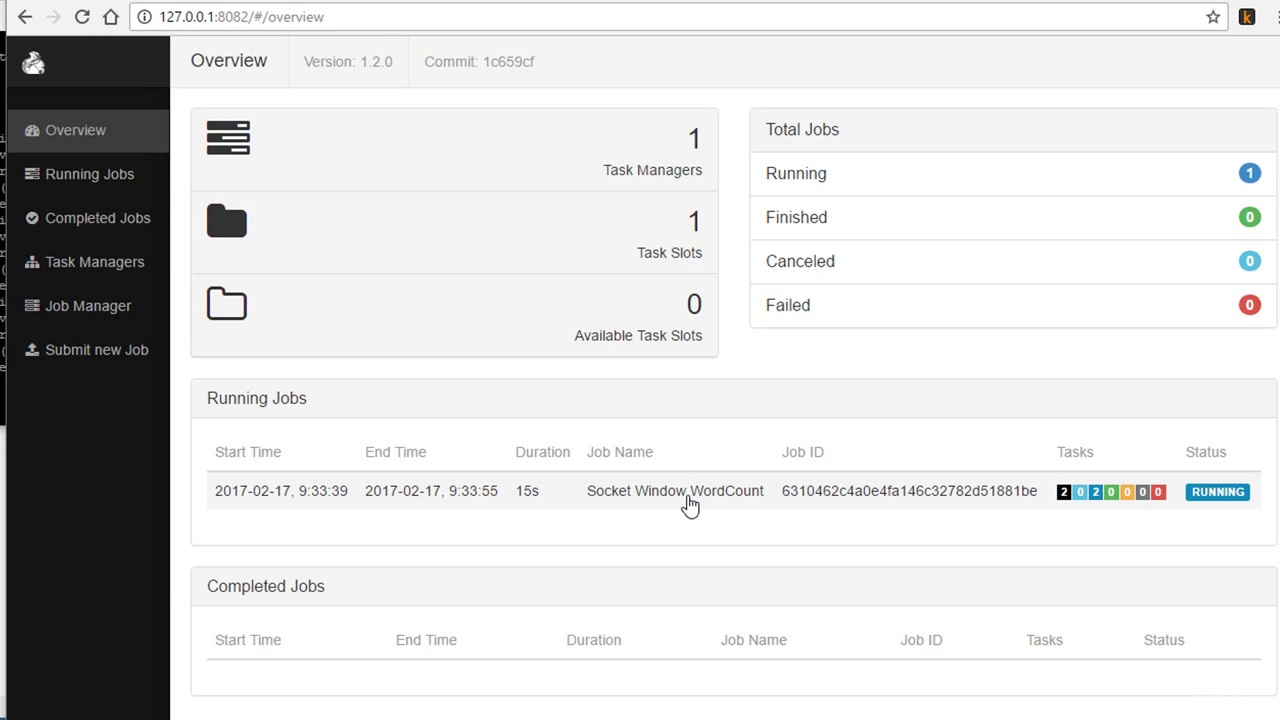 127.0.0.1:8082/#/overview
Overview
Version: 1.2.0
Commit: 1c659cf
Overview
Running Jobs
Completed Jobs
Task Managers
Job Manager
Submit new Job
1
Task Managers
1
Task Slots
0
Available Task Slots
Total Jobs
Running 1
Finished 0
Canceled 0
Failed 0
Running Jobs
Start Time End Time Duration Job Name Job ID Tasks Status
2017-02-17, 9:33:39 2017-02-17, 9:33:55 15s Socket Window WordCount 6310462c4a0e4fa146c32782d51881be 2 0 2 0 0 0 0 RUNNING
Completed Jobs
Start Time End Time Duration Job Name Job ID Tasks Status